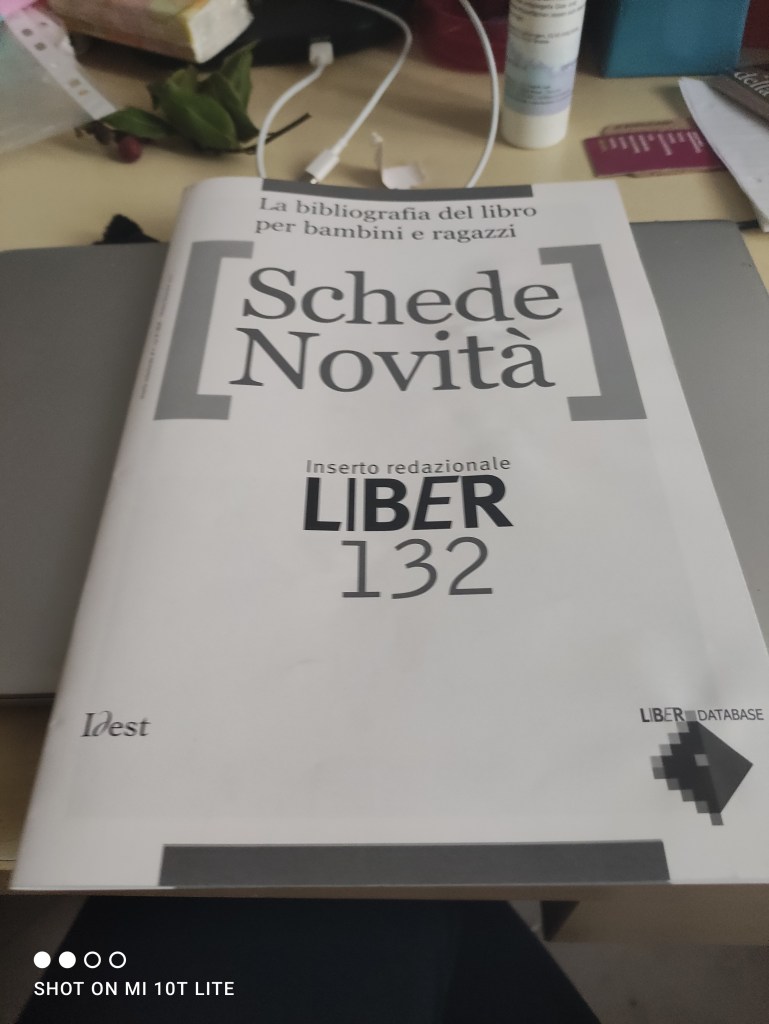 La bibliografia del libro
per bambini e ragazzi
[Schede
Novità]
Inserto redazionale
LIBER
132
Idest
LIBER DATABASE
SHOT ON MI 10T LITE